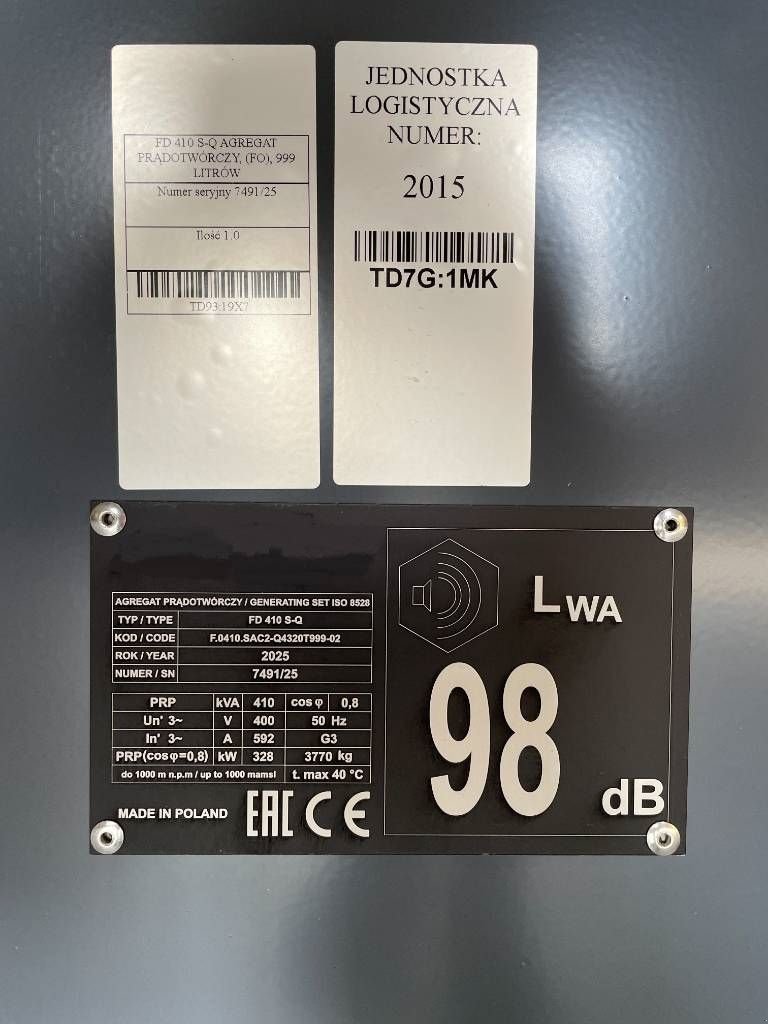 FD 410 S-Q AGREGAT
PRĄDOTWÓRCZY, (FO), 999
LITRÓW
Numer seryjny 7491/25
Ilość 1.0
TD93:19X7
JEDNOSTKA
LOGISTYCZNA
NUMER:
2015
TD7G:1MK
AGREGAT PRĄDOTWÓRCZY / GENERATING SET ISO 8528
TYP / TYPE FD 410 S-Q
KOD / CODE F.0410.SAC2-Q4320T999-02
ROK / YEAR 2025
NUMER / SN 7491/25
PRP kVA 410 cos φ 0,8
Un' 3~ V 400 50 Hz
In' 3~ A 592 G3
PRP(cosφ=0,8) kW 328 3770 kg
do 1000 m n.p.m / up to 1000 mamsl t. max 40 °C
MADE IN POLAND EAC CE
LWA
98
dB